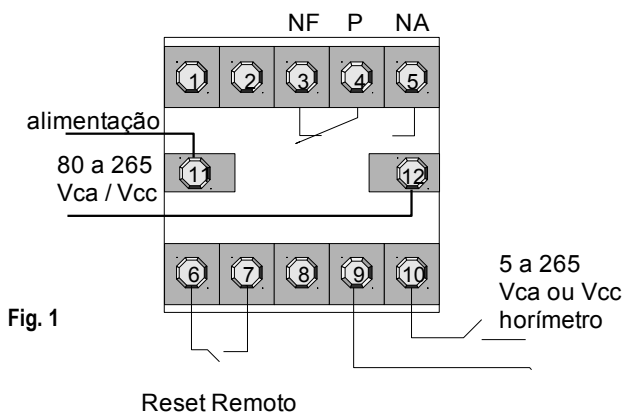 NF P NA
1 2 3 4 5
alimentação
80 a 265
Vca / Vcc
11 12
6 7 8 9 10
5 a 265
Vca ou Vcc
horímetro
Fig. 1
Reset Remoto